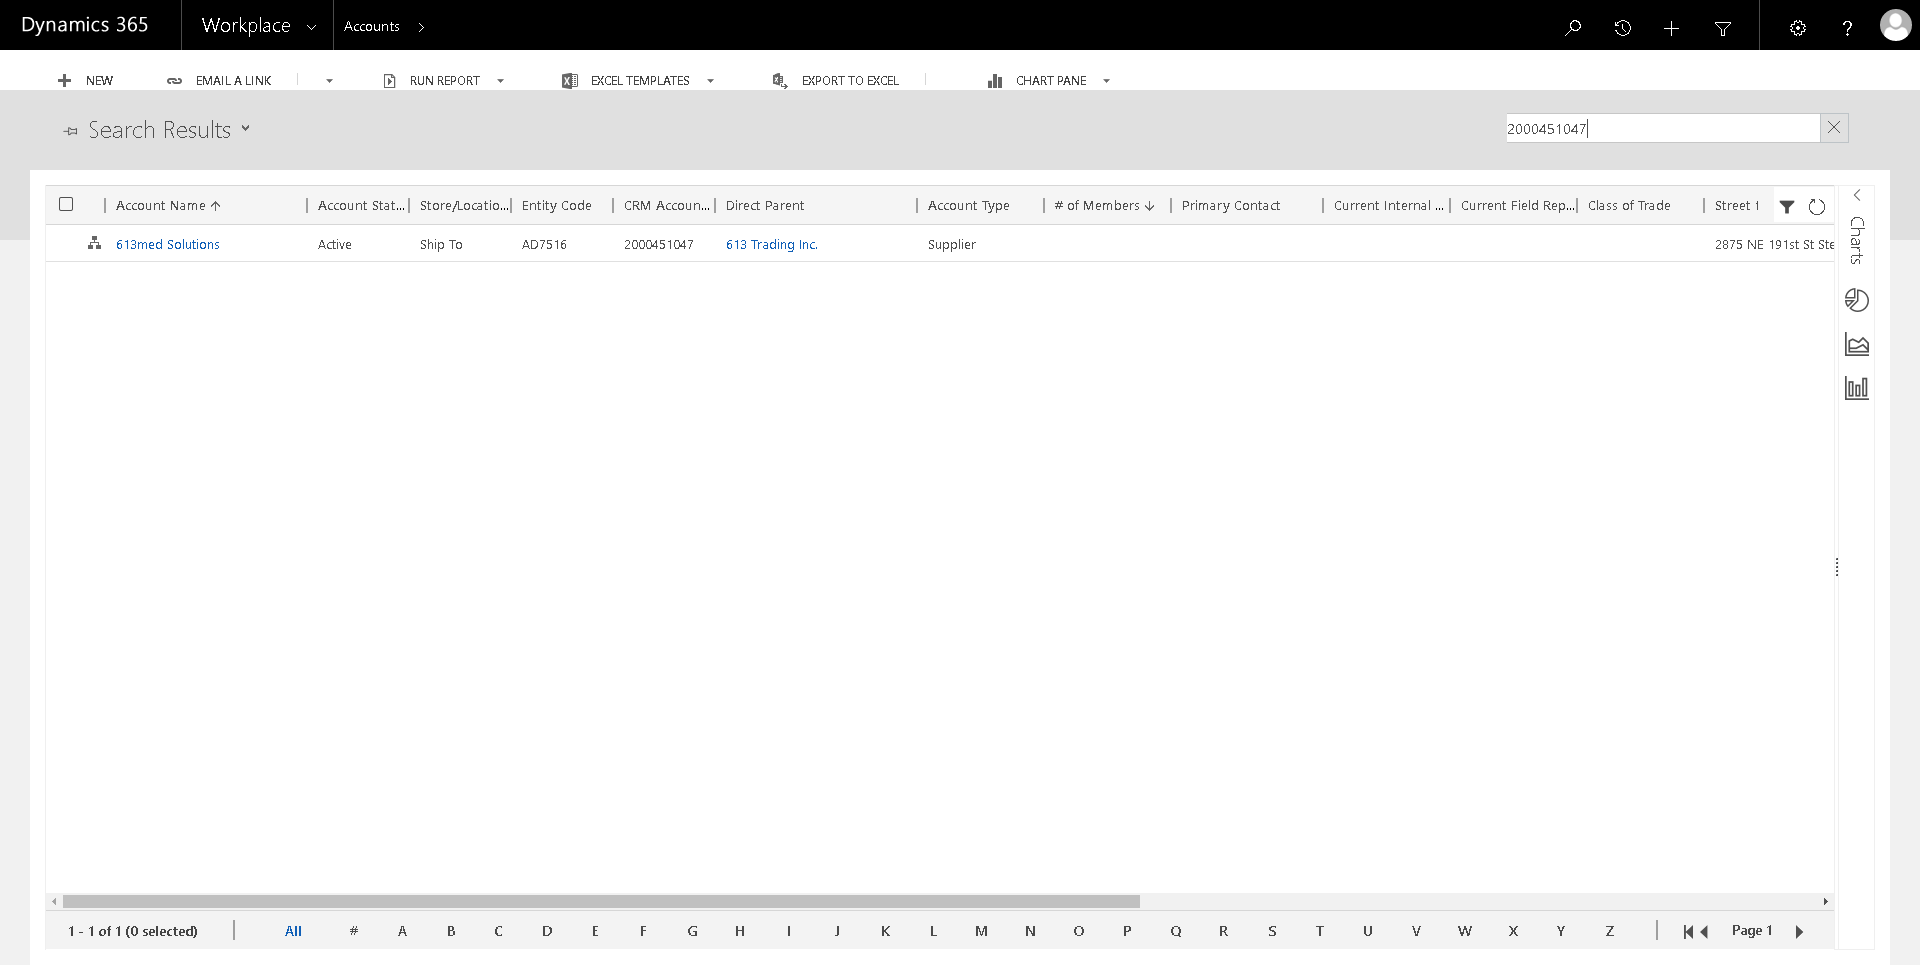 Dynamics 365 Workplace Accounts
NEW EMAIL A LINK RUN REPORT EXCEL TEMPLATES EXPORT TO EXCEL CHART PANE
Search Results 2000451047
Account Name Account Stat... Store/Locatio... Entity Code CRM Accoun... Direct Parent Account Type # of Members Primary Contact Current Internal ... Current Field Rep... Class of Trade Street 1
613med Solutions Active Ship To AD7516 2000451047 613 Trading Inc. Supplier 2875 NE 191st St Ste
Charts
1 - 1 of 1 (0 selected) All # A B C D E F G H I J K L M N O P Q R S T U V W X Y Z Page 1